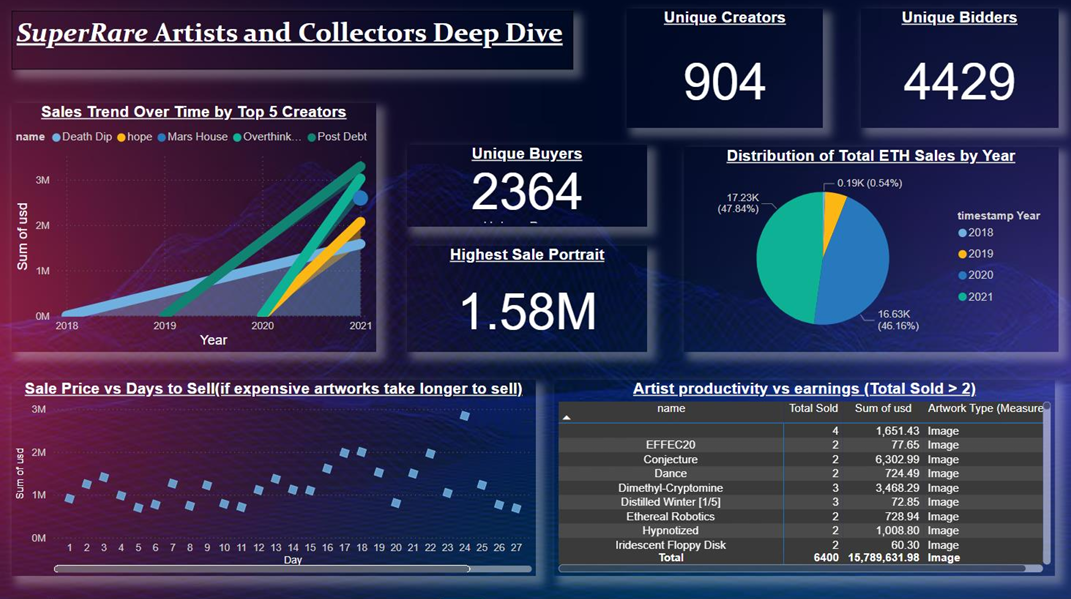 SuperRare Artists and Collectors Deep Dive
Unique Creators
904
Unique Bidders
4429
Sales Trend Over Time by Top 5 Creators
name Death Dip hope Mars House Overthink... Post Debt
Sum of usd
3M
2M
1M
0M
2018 2019 2020 2021
Year
Unique Buyers
2364
Highest Sale Portrait
1.58M
Distribution of Total ETH Sales by Year
0.19K (0.54%)
17.23K
(47.84%)
16.63K
(46.16%)
timestamp Year
2018
2019
2020
2021
Sale Price vs Days to Sell(if expensive artworks take longer to sell)
Sum of usd
3M
2M
1M
0M
1 2 3 4 5 6 7 8 9 10 11 12 13 14 15 16 17 18 19 20 21 22 23 24 25 26 27
Day
Artist productivity vs earnings (Total Sold > 2)
name Total Sold Sum of usd Artwork Type (Measure
4 1,651.43 Image
EFFEC20 2 77.65 Image
Conjecture 2 6,302.99 Image
Dance 2 724.49 Image
Dimethyl-Cryptomine 3 3,468.29 Image
Distilled Winter [1/5] 3 72.85 Image
Ethereal Robotics 2 728.94 Image
Hypnotized 2 1,008.80 Image
Iridescent Floppy Disk 2 60.30 Image
Total 6400 15,789,631.98 Image